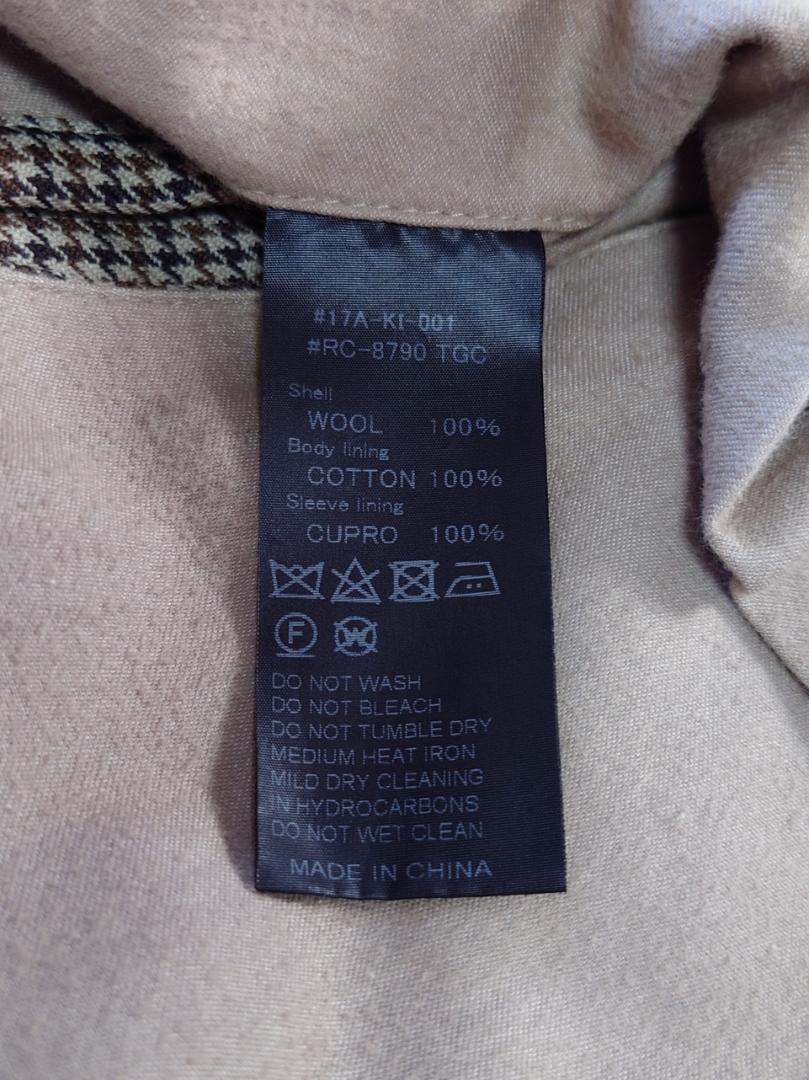 #17A-KI-001
#RC-8790 TGC
Shell
WOOL 100%
Body lining
COTTON 100%
Sleeve lining
CUPRO 100%
F W
DO NOT WASH
DO NOT BLEACH
DO NOT TUMBLE DRY
MEDIUM HEAT IRON
MILD DRY CLEANING
IN HYDROCARBONS
DO NOT WET CLEAN
MADE IN CHINA